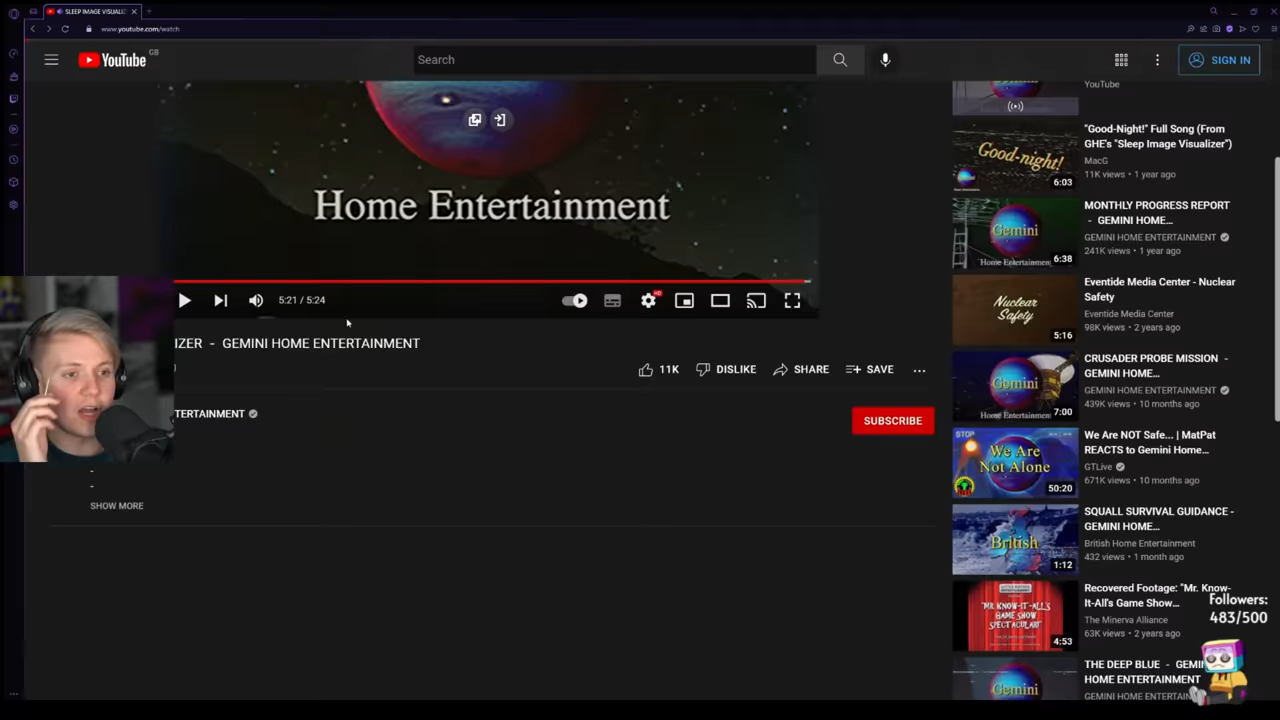 SLEEP IMAGE VISUALIZ
www.youtube.com/watch
YouTube
GB
Search
SIGN IN
Home Entertainment
5:21 / 5:24
HD
IZER - GEMINI HOME ENTERTAINMENT
11K
DISLIKE
SHARE
SAVE
TERTAINMENT
SUBSCRIBE
-
-
SHOW MORE
YouTube
Good-night!
6:03
"Good-Night!" Full Song (From
GHE's "Sleep Image Visualizer")
MacG
11K views • 1 year ago
Gemini
Home Entertainment
6:38
MONTHLY PROGRESS REPORT
- GEMINI HOME...
GEMINI HOME ENTERTAINMENT
241K views • 1 year ago
Nuclear
Safety
5:16
Eventide Media Center - Nuclear
Safety
Eventide Media Center
98K views • 2 years ago
Gemini
Home Entertainment
7:00
CRUSADER PROBE MISSION -
GEMINI HOME...
GEMINI HOME ENTERTAINMENT
439K views • 10 months ago
STOP
We Are
Not Alone
50:20
We Are NOT Safe... | MatPat
REACTS to Gemini Home...
GTLive
671K views • 10 months ago
British
1:12
SQUALL SURVIVAL GUIDANCE -
GEMINI HOME...
British Home Entertainment
432 views • 1 month ago
"MR. KNOW-IT-ALL'S
GAME SHOW
SPECTACULAR!"
4:53
Recovered Footage: "Mr. Know-
It-All's Game Show...
The Minerva Alliance
63K views • 2 years ago
Followers:
483/500
Gemini
THE DEEP BLUE - GEMI
HOME ENTERTAINMENT
GEMINI HOME ENTERTAIN